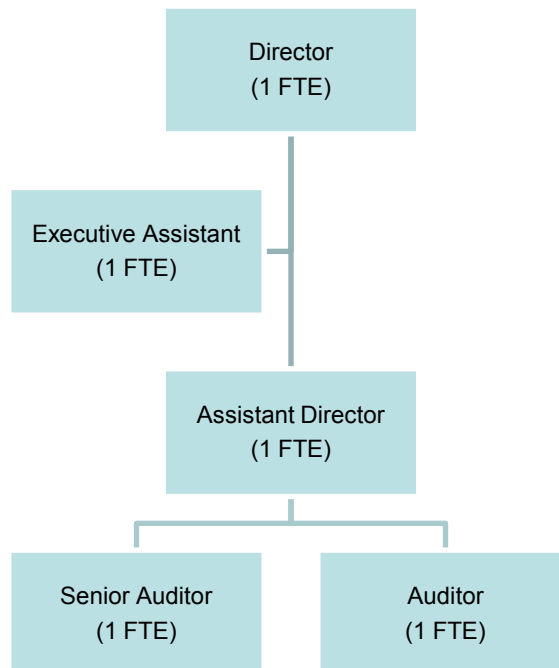 Director
(1 FTE)
Executive Assistant
(1 FTE)
Assistant Director
(1 FTE)
Senior Auditor
(1 FTE)
Auditor
(1 FTE)